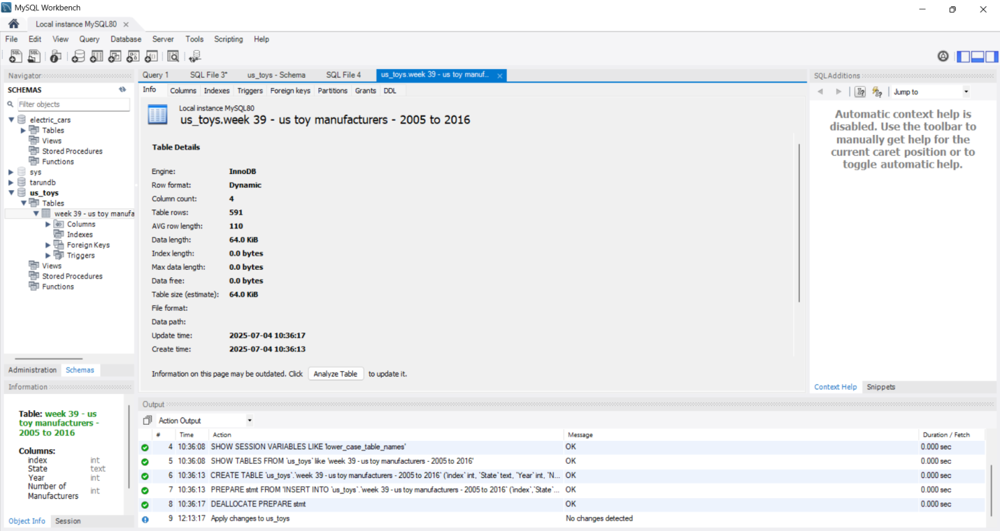 MySQL Workbench
Local instance MySQL80
File Edit View Query Database Server Tools Scripting Help
Navigator
SCHEMAS
Filter objects
electric_cars
Tables
Views
Stored Procedures
Functions
sys
tarundb
us_toys
Tables
week 39 - us toy manufa
Columns
Indexes
Foreign Keys
Triggers
Views
Stored Procedures
Functions
Administration Schemas
Information
Table: week 39 - us
toy manufacturers -
2005 to 2016
Columns:
index int
State text
Year int
Number of
Manufacturers int
Object Info Session
Query 1 SQL File 3* us_toys - Schema SQL File 4 us_toys.week 39 - us toy manuf...
Info Columns Indexes Triggers Foreign keys Partitions Grants DDL
Local instance MySQL80
us_toys.week 39 - us toy manufacturers - 2005 to 2016
Table Details
Engine: InnoDB
Row format: Dynamic
Column count: 4
Table rows: 591
AVG row length: 110
Data length: 64.0 KiB
Index length: 0.0 bytes
Max data length: 0.0 bytes
Data free: 0.0 bytes
Table size (estimate): 64.0 KiB
File format:
Data path:
Update time: 2025-07-04 10:36:17
Create time: 2025-07-04 10:36:13
Information on this page may be outdated. Click Analyze Table to update it.
SQLAdditions
Jump to
Automatic context help is
disabled. Use the toolbar to
manually get help for the
current caret position or to
toggle automatic help.
Context Help Snippets
Output
Action Output
# Time Action Message Duration / Fetch
4 10:36:08 SHOW SESSION VARIABLES LIKE 'lower_case_table_names' OK 0.000 sec
5 10:36:08 SHOW TABLES FROM `us_toys` like 'week 39 - us toy manufacturers - 2005 to 2016' OK 0.000 sec
6 10:36:13 CREATE TABLE `us_toys`.`week 39 - us toy manufacturers - 2005 to 2016` (`index` int, `State` text, `Year` int, `N... OK 0.000 sec
7 10:36:13 PREPARE stmt FROM 'INSERT INTO `us_toys`.`week 39 - us toy manufacturers - 2005 to 2016` (`index`,`State`... OK 0.000 sec
8 10:36:17 DEALLOCATE PREPARE stmt OK 0.000 sec
9 12:13:17 Apply changes to us_toys No changes detected